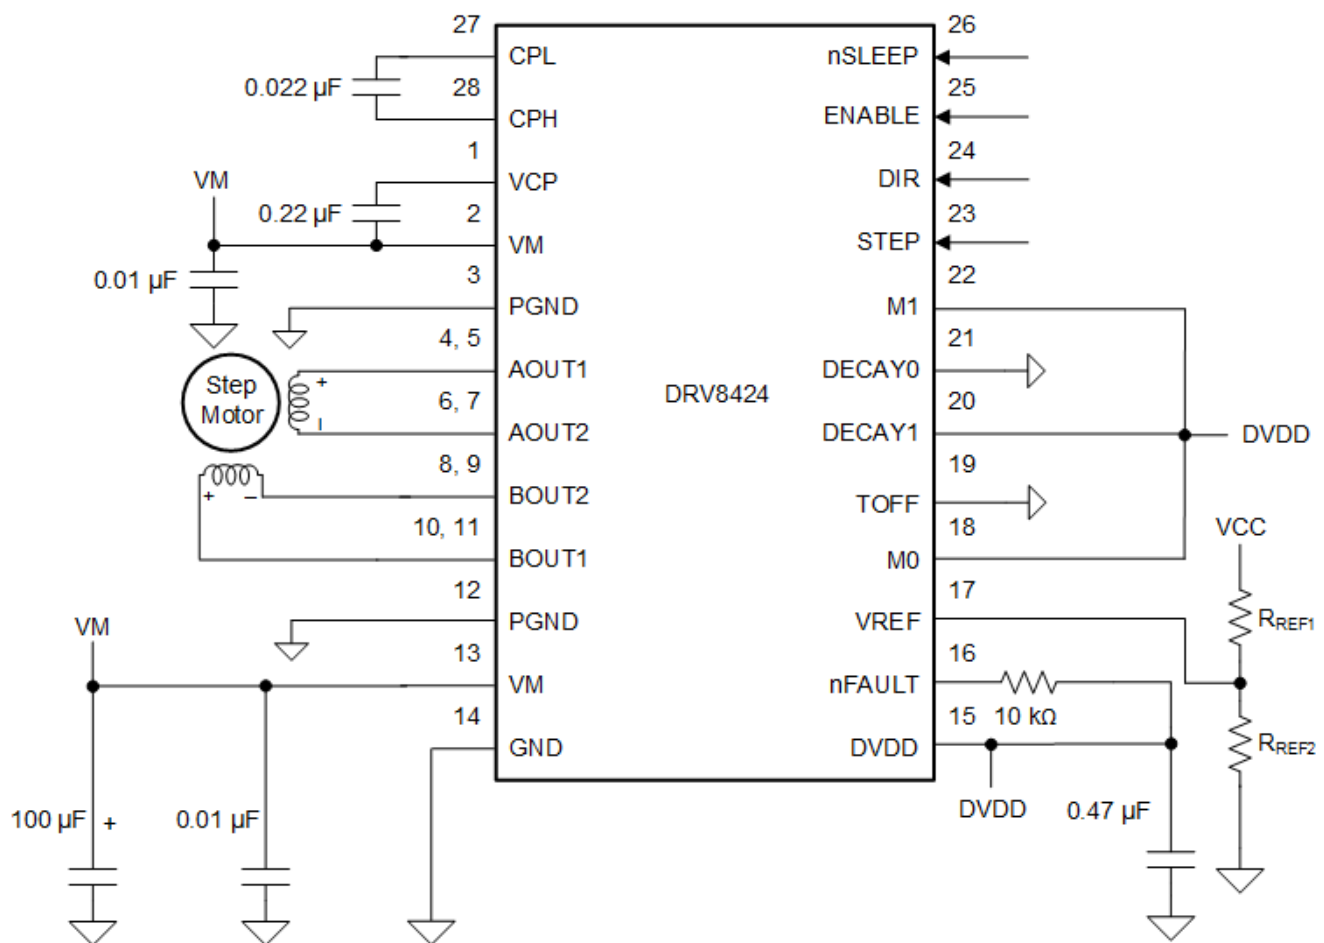 27
CPL
0.022 µF
28
CPH
1
VCP
VM
0.22 µF
2
VM
0.01 µF
3
PGND
4, 5
AOUT1
Step
Motor
+
–
6, 7
AOUT2
8, 9
+ –
BOUT2
10, 11
BOUT1
12
PGND
VM
13
VM
14
GND
100 µF +
0.01 µF
DRV8424
26
nSLEEP
25
ENABLE
24
DIR
23
STEP
22
M1
21
DECAY0
20
DECAY1
DVDD
19
TOFF
18
M0
VCC
17
VREF
RREF1
16
nFAULT
10 kΩ
15
DVDD
RREF2
DVDD
0.47 µF